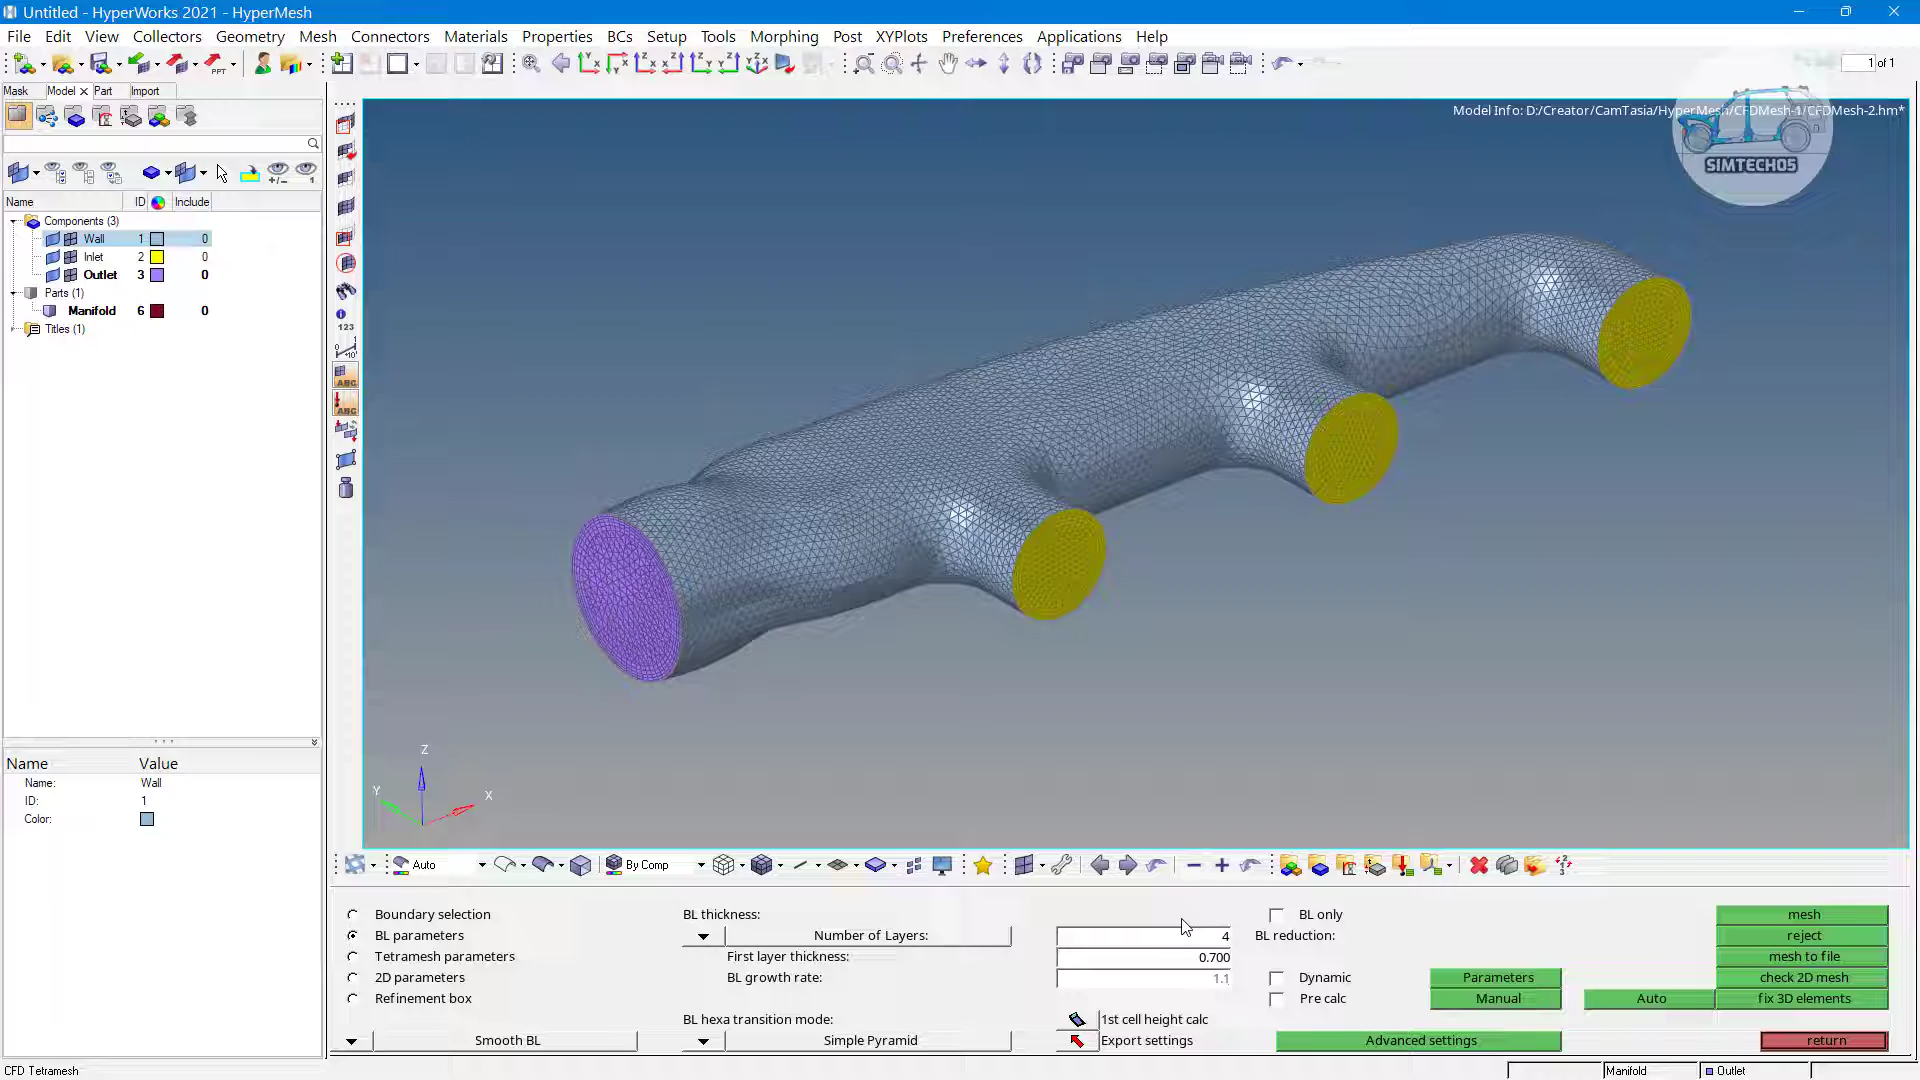 Untitled - HyperWorks 2021 - HyperMesh
File Edit View Collectors Geometry Mesh Connectors Materials Properties BCs Setup Tools Morphing Post XYPlots Preferences Applications Help
PPT
1 of 1
Mask Model Part Import
Model Info: D:/Creator/CamTasia/HyperMesh/CFDMesh-1/CFDMesh-2.hm*
SIMTECH05
Name ID Include
Components (3)
Wall 1 0
Inlet 2 0
Outlet 3 0
Parts (1)
Manifold 6 0
Titles (1)
123
ABC
ABC
Name Value
Name: Wall
ID: 1
Color:
Z
Y
X
Auto
By Comp
Boundary selection
BL parameters
Tetramesh parameters
2D parameters
Refinement box
Smooth BL
BL thickness:
Number of Layers: 4
First layer thickness: 0.700
BL growth rate: 1.1
BL hexa transition mode:
Simple Pyramid
1st cell height calc
Export settings
BL only
BL reduction:
Dynamic
Pre calc
Parameters
Manual
Auto
Advanced settings
mesh
reject
mesh to file
check 2D mesh
fix 3D elements
return
CFD Tetramesh
Manifold
Outlet